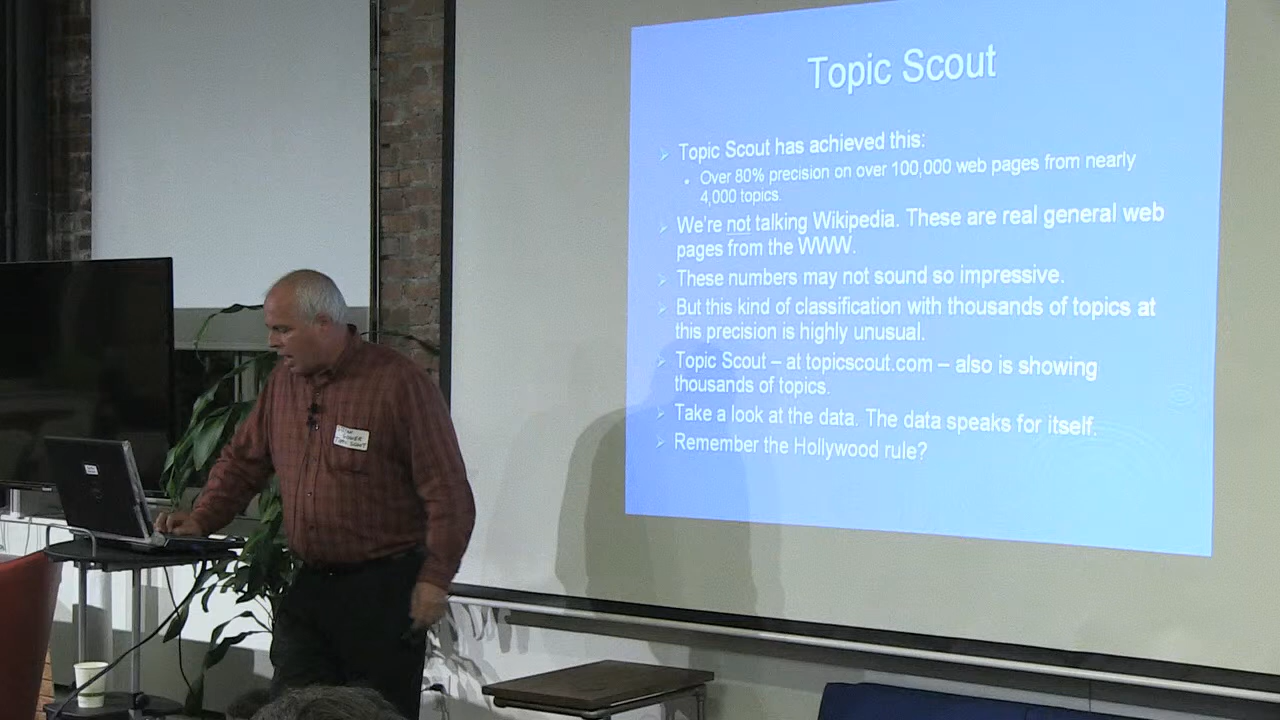 Topic Scout
Topic Scout has achieved this:
Over 80% precision on over 100,000 web pages from nearly
4,000 topics.
We're not talking Wikipedia. These are real general web
pages from the WWW.
These numbers may not sound so impressive.
But this kind of classification with thousands of topics at
this precision is highly unusual.
Topic Scout – at topicscout.com – also is showing
thousands of topics.
Take a look at the data. The data speaks for itself.
Remember the Hollywood rule?
TOPIC SCOUT